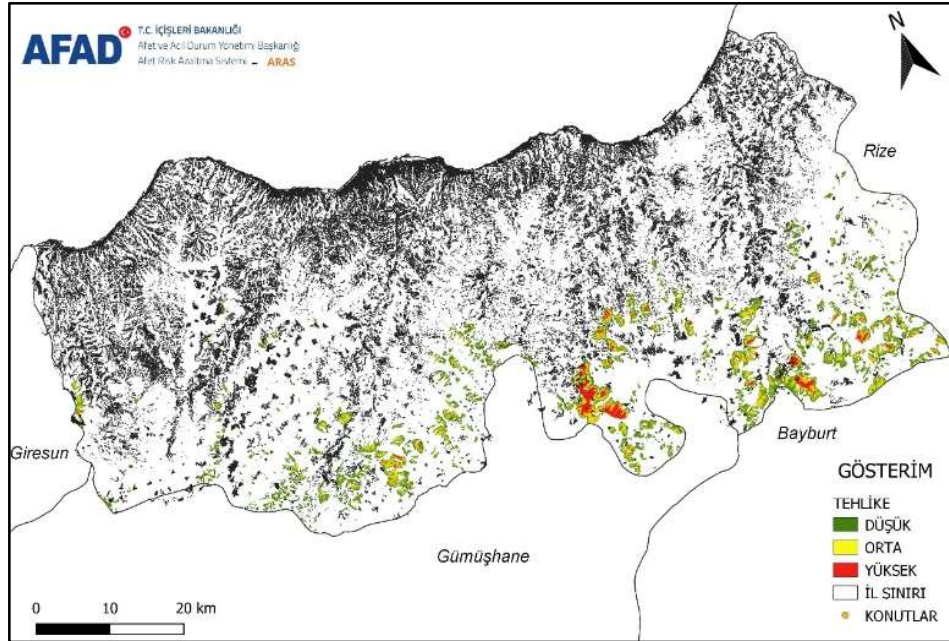 AFAD
T.C. İÇİŞLERİ BAKANLIĞI
Afet ve Acil Durum Yönetimi Başkanlığı
Afet Risk Azaltma Sistemi - ARAS
N
Rize
Giresun
Bayburt
Gümüşhane
GÖSTERİM
TEHLİKE
DÜŞÜK
ORTA
YÜKSEK
İL SINIRI
KONUTLAR
0 10 20 km